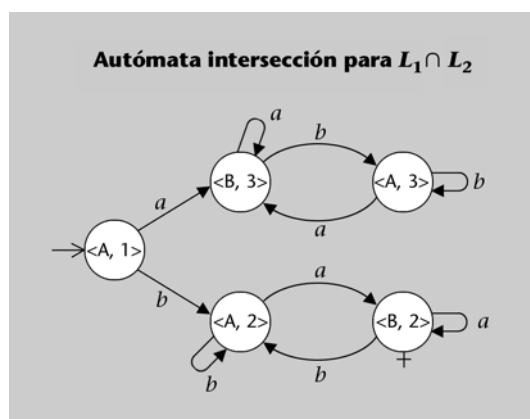 Autómata intersección para L₁∩ L₂
a
b
<B, 3>
<A, 3>
b
a
a
<A, 1>
b
a
<A, 2>
<B, 2>
a
b
b